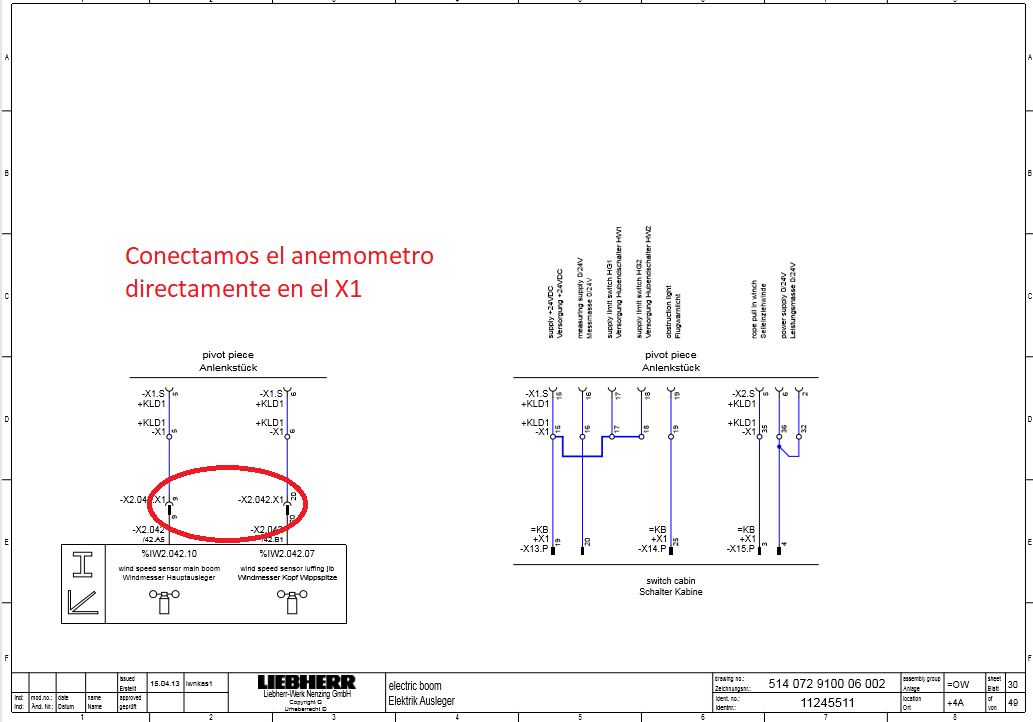 1 2 3 4 5 6 7 8
A A
B B
C C
D D
E E
F F
Conectamos el anemometro
directamente en el X1
supply +24VDC
Versorgung +24VDC
measuring supply 0/24V
Messmasse 0/24V
supply limit switch HG1
Versorgung Hubendschalter HW1
supply limit switch HG2
Versorgung Hubendschalter HW2
obstruction light
Flugwarnlicht
rope pull in winch
Seileinziehwinde
power supply 0/24V
Leistungsmasse 0/24V
pivot piece
Anlenkstück
-X1.S 5
+KLD1
+KLD1
-X1 5
-X2.04 .X1 9
9
-X2.042
/42.A5
-X1.S 6
+KLD1
+KLD1
-X1 6
-X2.042.X1 20
-X2.042
/42.B1
%IW2.042.10
wind speed sensor main boom
Windmesser Hauptausleger
%IW2.042.07
wind speed sensor luffing jib
Windmesser Kopf Wippspitze
pivot piece
Anlenkstück
-X1.S 15 16 17 18 19
+KLD1
+KLD1
-X1 15 16 17 18 19
-X2.S 5 6 2
+KLD1
+KLD1
-X1 35 36 32
=KB
+X1
-X13.P 19 20
=KB
+X1
-X14.P 25
=KB
+X1
-X15.P 3 4
switch cabin
Schalter Kabine
Ind: mod.no.: date name
Ind: Änd. Nr.: Datum Name
Issued
Erstellt
15.04.13 lwnkas1
approved
geprüft
LIEBHERR
Liebherr-Werk Nenzing GmbH
Copyright ©
Urheberrecht ©
electric boom
Elektrik Ausleger
drawing no.:
Zeichnungsnr.:
514 072 9100 06 002
Ident. no.:
Identnr.:
11245511
assembly group
Anlage
=OW
location
Ort
+4A
sheet
Blatt
30
of
von
49
1 2 3 4 5 6 7 8